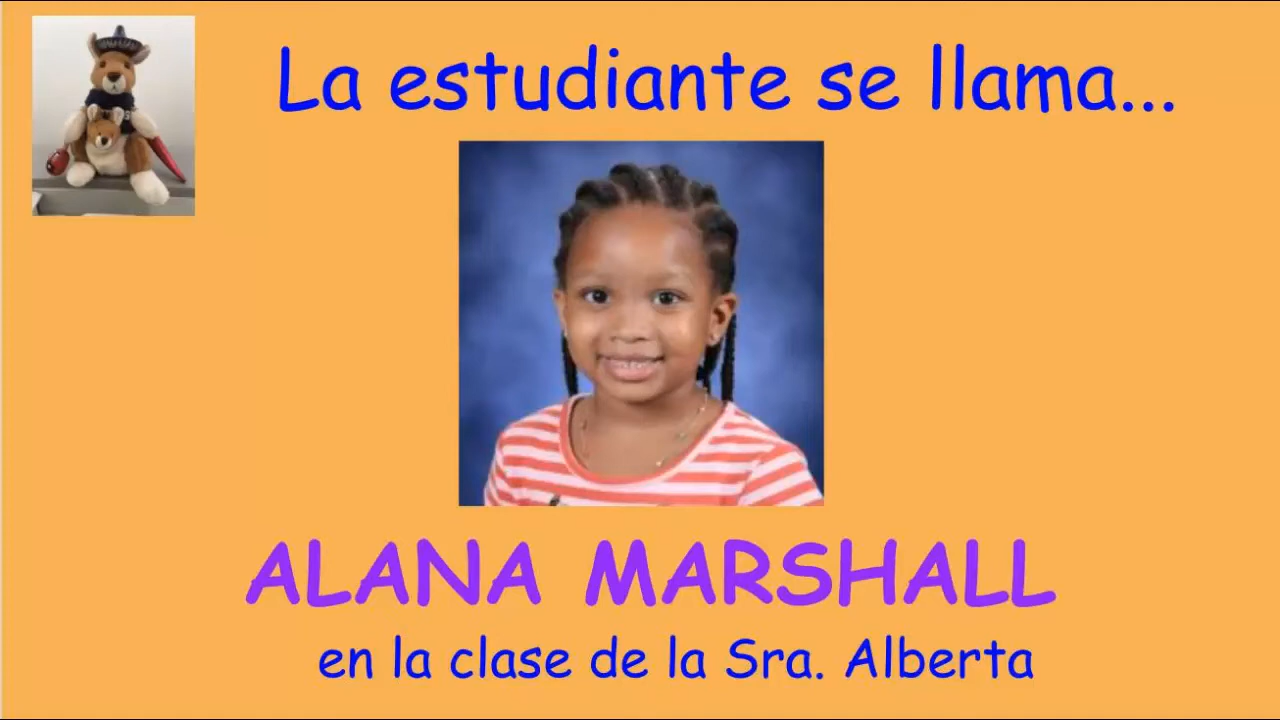 La estudiante se llama...
ALANA MARSHALL
en la clase de la Sra. Alberta